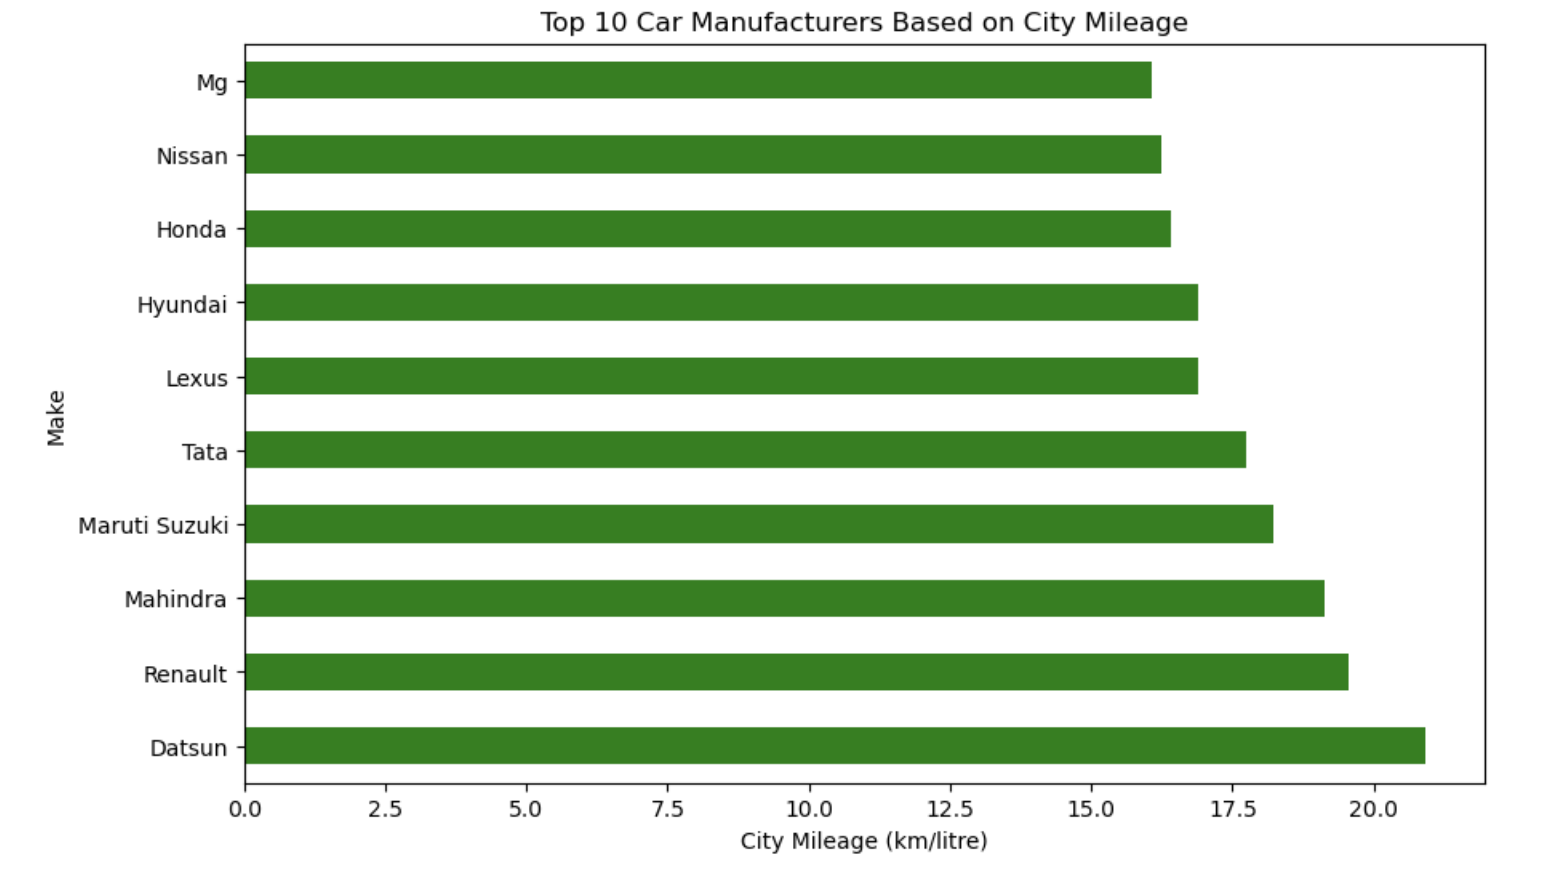 Top 10 Car Manufacturers Based on City Mileage
Mg
Nissan
Honda
Hyundai
Lexus
Tata
Maruti Suzuki
Mahindra
Renault
Datsun
Make
0.0 2.5 5.0 7.5 10.0 12.5 15.0 17.5 20.0
City Mileage (km/litre)